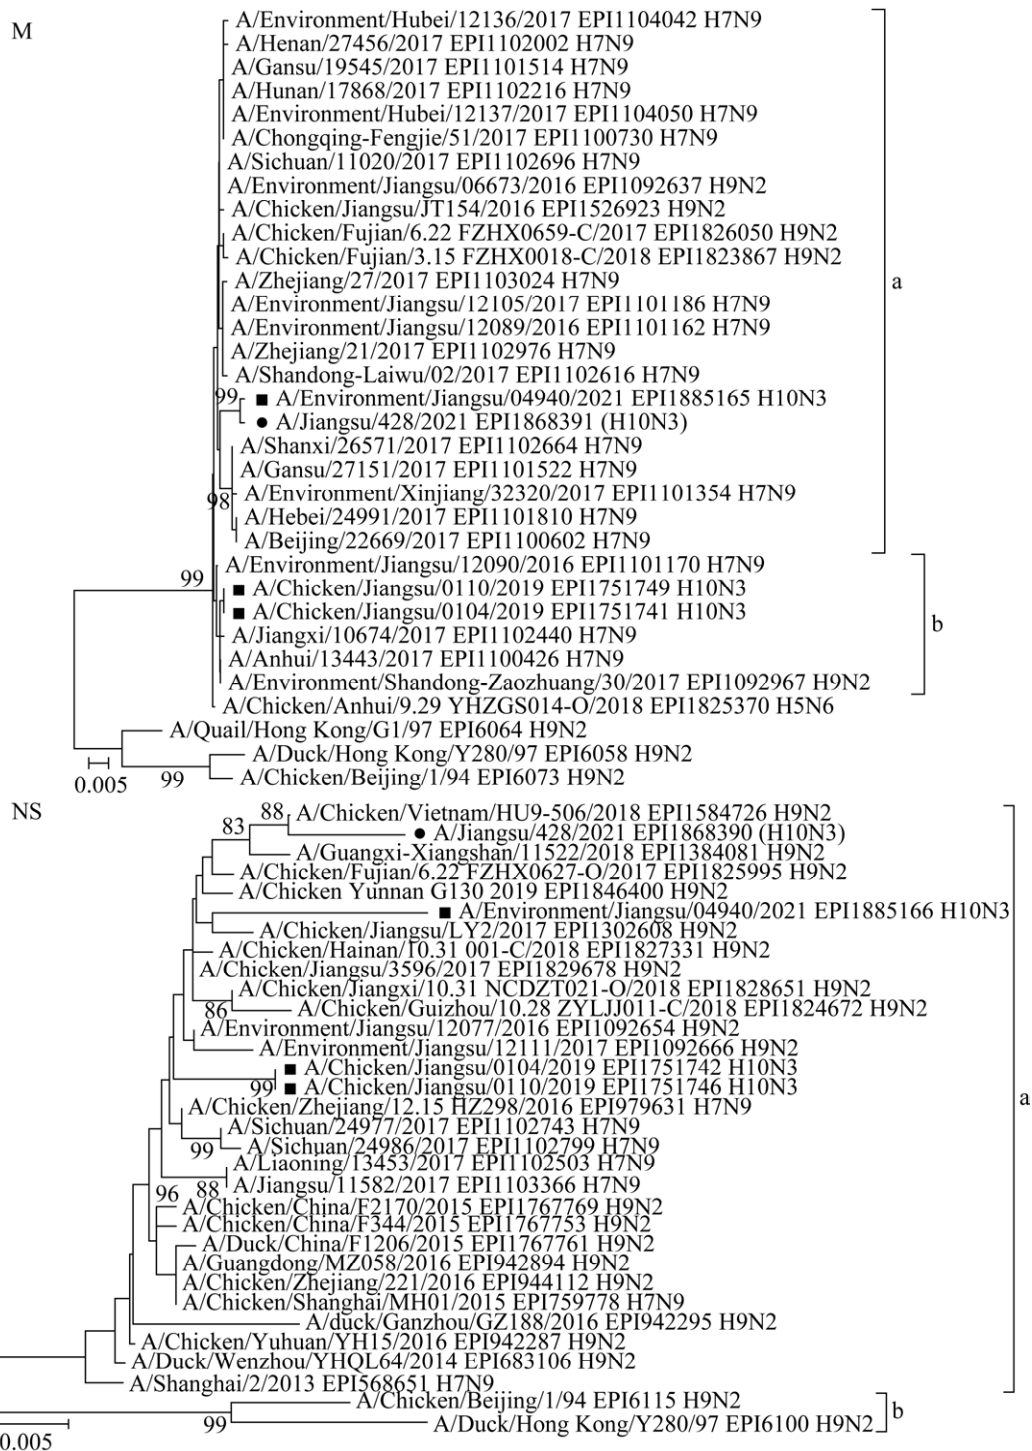 M
A/Environment/Hubei/12136/2017 EPI1104042 H7N9
A/Henan/27456/2017 EPI1102002 H7N9
A/Gansu/19545/2017 EPI1101514 H7N9
A/Hunan/17868/2017 EPI1102216 H7N9
A/Environment/Hubei/12137/2017 EPI1104050 H7N9
A/Chongqing-Fengjie/51/2017 EPI1100730 H7N9
A/Sichuan/11020/2017 EPI1102696 H7N9
A/Environment/Jiangsu/06673/2016 EPI1092637 H9N2
A/Chicken/Jiangsu/JT154/2016 EPI1526923 H9N2
A/Chicken/Fujian/6.22 FZHX0659-C/2017 EPI1826050 H9N2
A/Chicken/Fujian/3.15 FZHX0018-C/2018 EPI1823867 H9N2
A/Zhejiang/27/2017 EPI1103024 H7N9
a
A/Environment/Jiangsu/12105/2017 EPI1101186 H7N9
A/Environment/Jiangsu/12089/2016 EPI1101162 H7N9
A/Zhejiang/21/2017 EPI1102976 H7N9
A/Shandong-Laiwu/02/2017 EPI1102616 H7N9
99
■ A/Environment/Jiangsu/04940/2021 EPI1885165 H10N3
● A/Jiangsu/428/2021 EPI1868391 (H10N3)
A/Shanxi/26571/2017 EPI1102664 H7N9
A/Gansu/27151/2017 EPI1101522 H7N9
A/Environment/Xinjiang/32320/2017 EPI1101354 H7N9
98
A/Hebei/24991/2017 EPI1101810 H7N9
A/Beijing/22669/2017 EPI1100602 H7N9
A/Environment/Jiangsu/12090/2016 EPI1101170 H7N9
99
■ A/Chicken/Jiangsu/0110/2019 EPI1751749 H10N3
■ A/Chicken/Jiangsu/0104/2019 EPI1751741 H10N3
b
A/Jiangxi/10674/2017 EPI1102440 H7N9
A/Anhui/13443/2017 EPI1100426 H7N9
A/Environment/Shandong-Zaozhuang/30/2017 EPI1092967 H9N2
A/Chicken/Anhui/9.29 YHZGS014-O/2018 EPI1825370 H5N6
A/Quail/Hong Kong/G1/97 EPI6064 H9N2
A/Duck/Hong Kong/Y280/97 EPI6058 H9N2
99
A/Chicken/Beijing/1/94 EPI6073 H9N2
0.005
NS
88
A/Chicken/Vietnam/HU9-506/2018 EPI1584726 H9N2
83
● A/Jiangsu/428/2021 EPI1868390 (H10N3)
A/Guangxi-Xiangshan/11522/2018 EPI1384081 H9N2
A/Chicken/Fujian/6.22 FZHX0627-O/2017 EPI1825995 H9N2
A/Chicken Yunnan G130 2019 EPI1846400 H9N2
■ A/Environment/Jiangsu/04940/2021 EPI1885166 H10N3
A/Chicken/Jiangsu/LY2/2017 EPI1302608 H9N2
A/Chicken/Hainan/10.31 001-C/2018 EPI1827331 H9N2
A/Chicken/Jiangsu/3596/2017 EPI1829678 H9N2
A/Chicken/Jiangxi/10.31 NCDZT021-O/2018 EPI1828651 H9N2
86
A/Chicken/Guizhou/10.28 ZYLJJ011-C/2018 EPI1824672 H9N2
A/Environment/Jiangsu/12077/2016 EPI1092654 H9N2
A/Environment/Jiangsu/12111/2017 EPI1092666 H9N2
■ A/Chicken/Jiangsu/0104/2019 EPI1751742 H10N3
99
■ A/Chicken/Jiangsu/0110/2019 EPI1751746 H10N3
a
A/Chicken/Zhejiang/12.15 HZ298/2016 EPI979631 H7N9
A/Sichuan/24977/2017 EPI1102743 H7N9
99
A/Sichuan/24986/2017 EPI1102799 H7N9
A/Liaoning/13453/2017 EPI1102503 H7N9
96
88
A/Jiangsu/11582/2017 EPI1103366 H7N9
A/Chicken/China/F2170/2015 EPI1767769 H9N2
A/Chicken/China/F344/2015 EPI1767753 H9N2
A/Duck/China/F1206/2015 EPI1767761 H9N2
A/Guangdong/MZ058/2016 EPI942894 H9N2
A/Chicken/Zhejiang/221/2016 EPI944112 H9N2
A/Chicken/Shanghai/MH01/2015 EPI759778 H7N9
A/duck/Ganzhou/GZ188/2016 EPI942295 H9N2
A/Chicken/Yuhuan/YH15/2016 EPI942287 H9N2
A/Duck/Wenzhou/YHQL64/2014 EPI683106 H9N2
A/Shanghai/2/2013 EPI568651 H7N9
A/Chicken/Beijing/1/94 EPI6115 H9N2
b
99
A/Duck/Hong Kong/Y280/97 EPI6100 H9N2
0.005